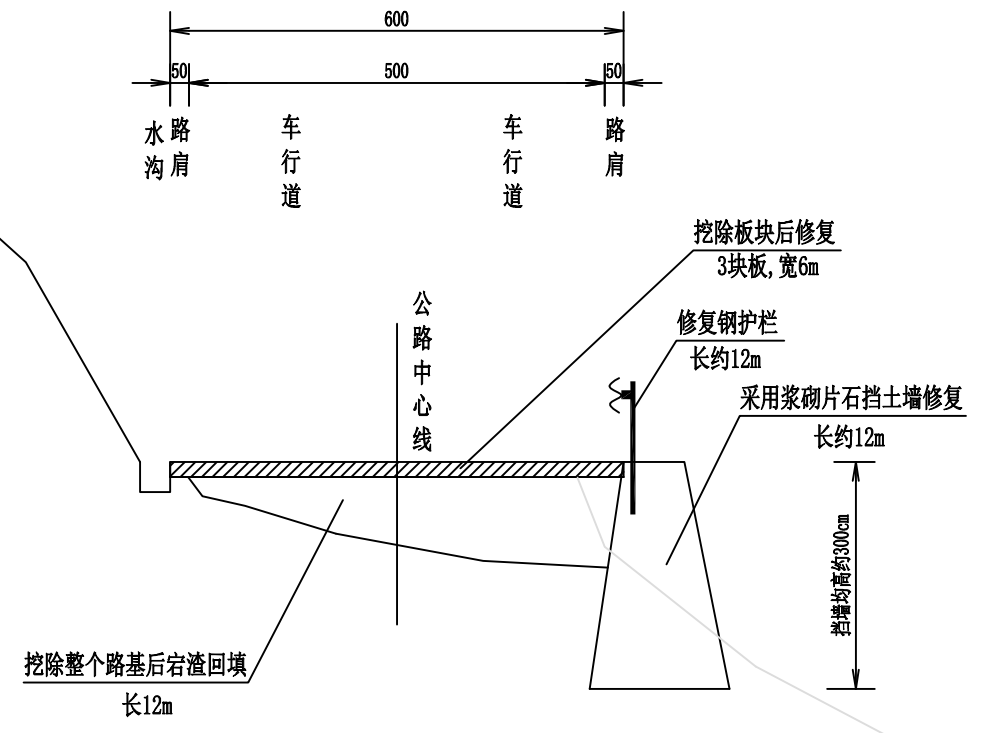 600
50
500
50
水沟
路肩
车行道
车行道
路肩
挖除板块后修复
3块板,宽6m
公路中心线
修复钢护栏
长约12m
采用浆砌片石挡土墙修复
长约12m
挡墙均高约300cm
挖除整个路基后宕渣回填
长12m